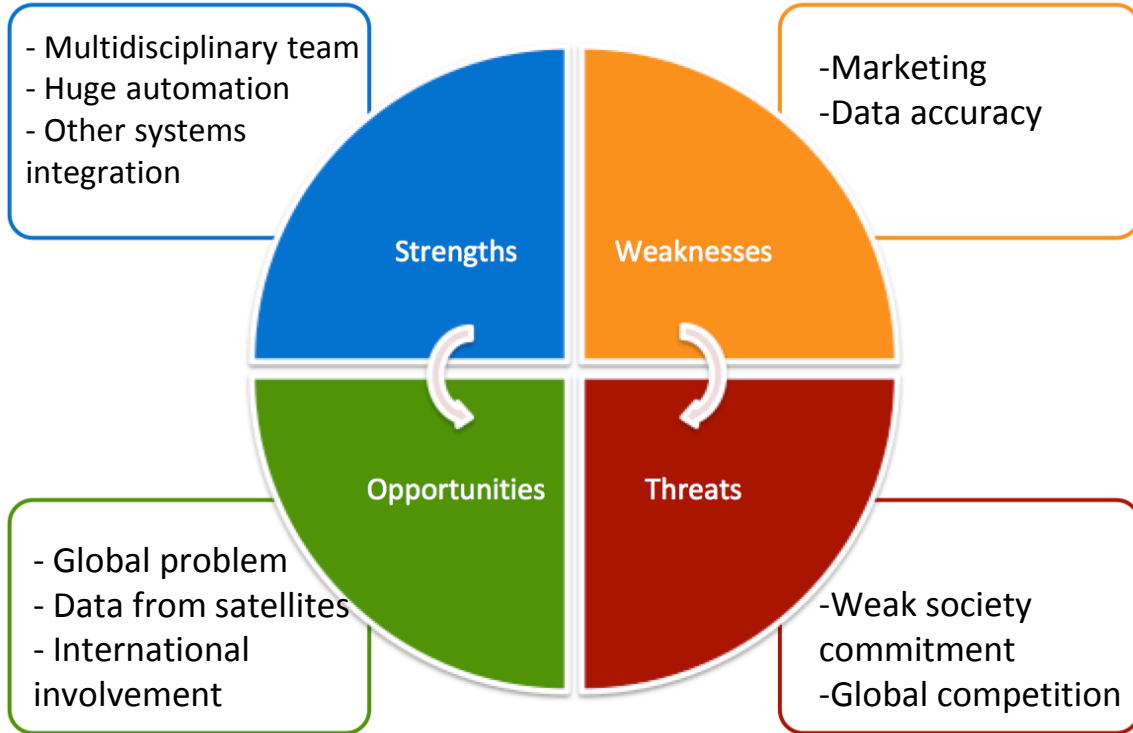 - Multidisciplinary team
- Huge automation
- Other systems
integration
-Marketing
-Data accuracy
Strengths
Weaknesses
Opportunities
Threats
- Global problem
- Data from satellites
- International
involvement
-Weak society
commitment
-Global competition